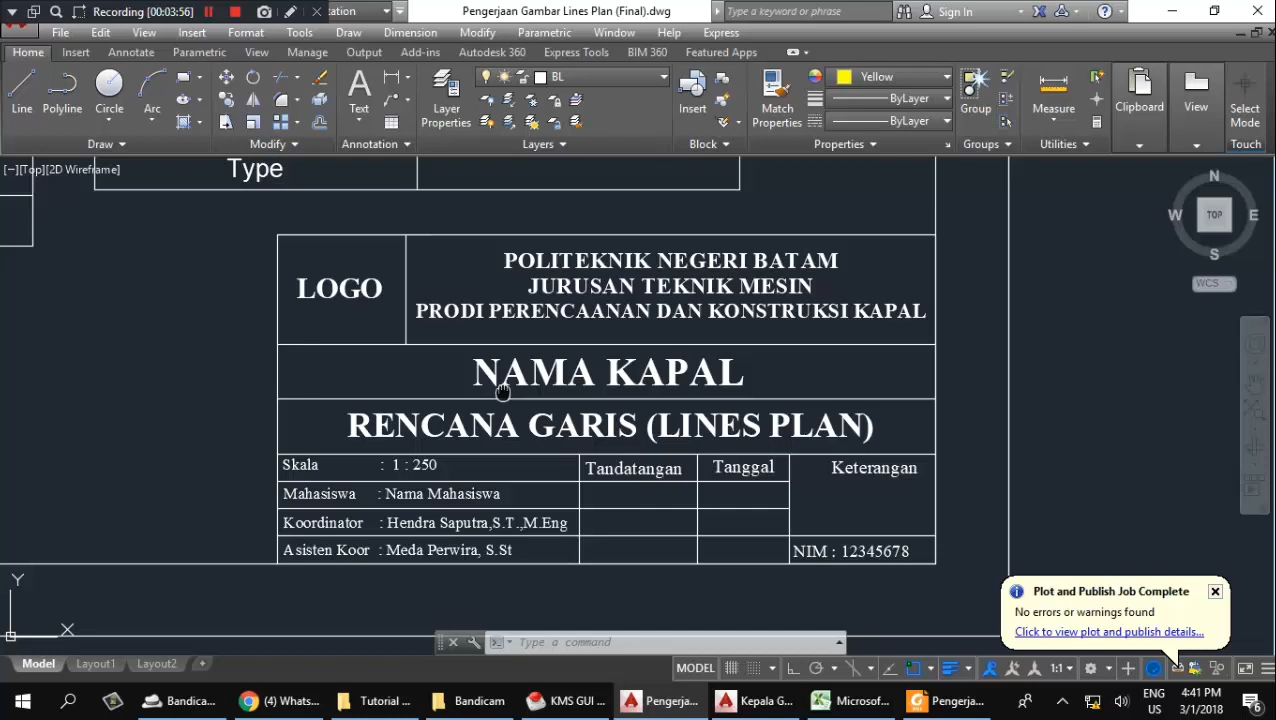 Recording [00:03:56]
tation
Pengerjaan Gambar Lines Plan (Final).dwg
Type a keyword or phrase
Sign In
File Edit View Insert Format Tools Draw Dimension Modify Parametric Window Help Express
Home Insert Annotate Parametric View Manage Output Add-ins Autodesk 360 Express Tools BIM 360 Featured Apps
Line Polyline Circle Arc
Text
Layer Properties
BL
Insert
Match Properties
Yellow
ByLayer
ByLayer
Group
Measure
Clipboard
View
Select Mode
Draw Modify Annotation Layers Block Properties Groups Utilities Touch
[−][Top][2D Wireframe]
Type
N
W TOP E
S
WCS
LOGO
POLITEKNIK NEGERI BATAM
JURUSAN TEKNIK MESIN
PRODI PERENCAANAN DAN KONSTRUKSI KAPAL
NAMA KAPAL
RENCANA GARIS (LINES PLAN)
Skala : 1 : 250 Tandatangan Tanggal Keterangan
Mahasiswa : Nama Mahasiswa
Koordinator : Hendra Saputra,S.T.,M.Eng
Asisten Koor : Meda Perwira, S.St NIM : 12345678
Plot and Publish Job Complete
No errors or warnings found
Click to view plot and publish details...
Y
X
Type a command
Model Layout1 Layout2 +
MODEL 1:1
Bandica... (4) Whats... Tutorial ... Bandicam KMS GUI ... Pengerja... Kepala G... Microsof... Pengerja...
ENG US
4:41 PM
3/1/2018
6